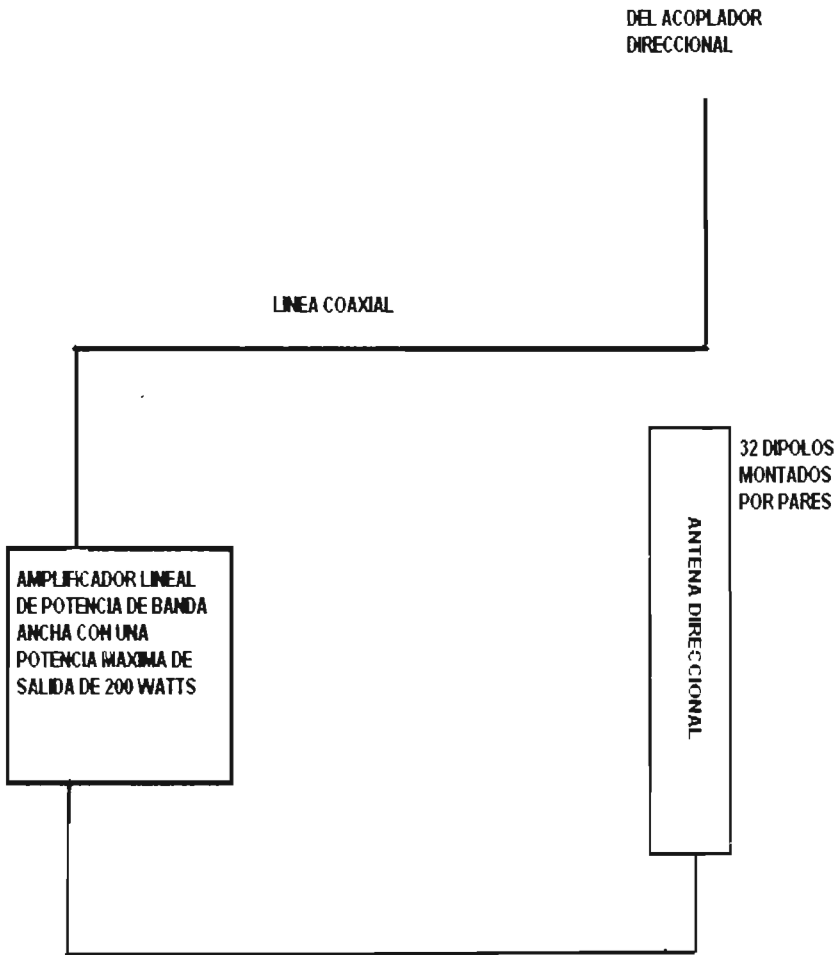 DEL ACOPLADOR
DIRECCIONAL
LINEA COAXIAL
32 DIPOLOS
MONTADOS
POR PARES
ANTENA DIRECCIONAL
AMPLIFICADOR LINEAL
DE POTENCIA DE BANDA
ANCHA CON UNA
POTENCIA MAXIMA DE
SALIDA DE 200 WATTS